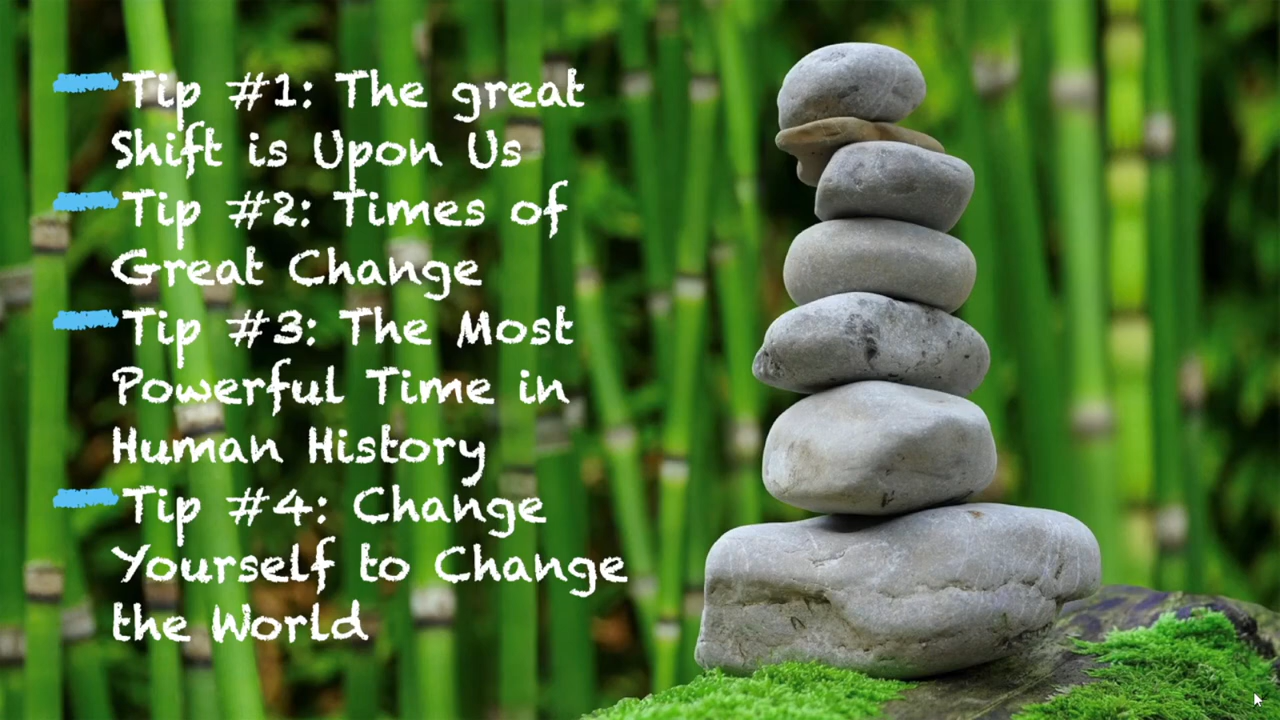 Tip #1: The great
Shift is Upon Us
Tip #2: Times of
Great Change
Tip #3: The Most
Powerful Time in
Human History
Tip #4: Change
Yourself to Change
the World